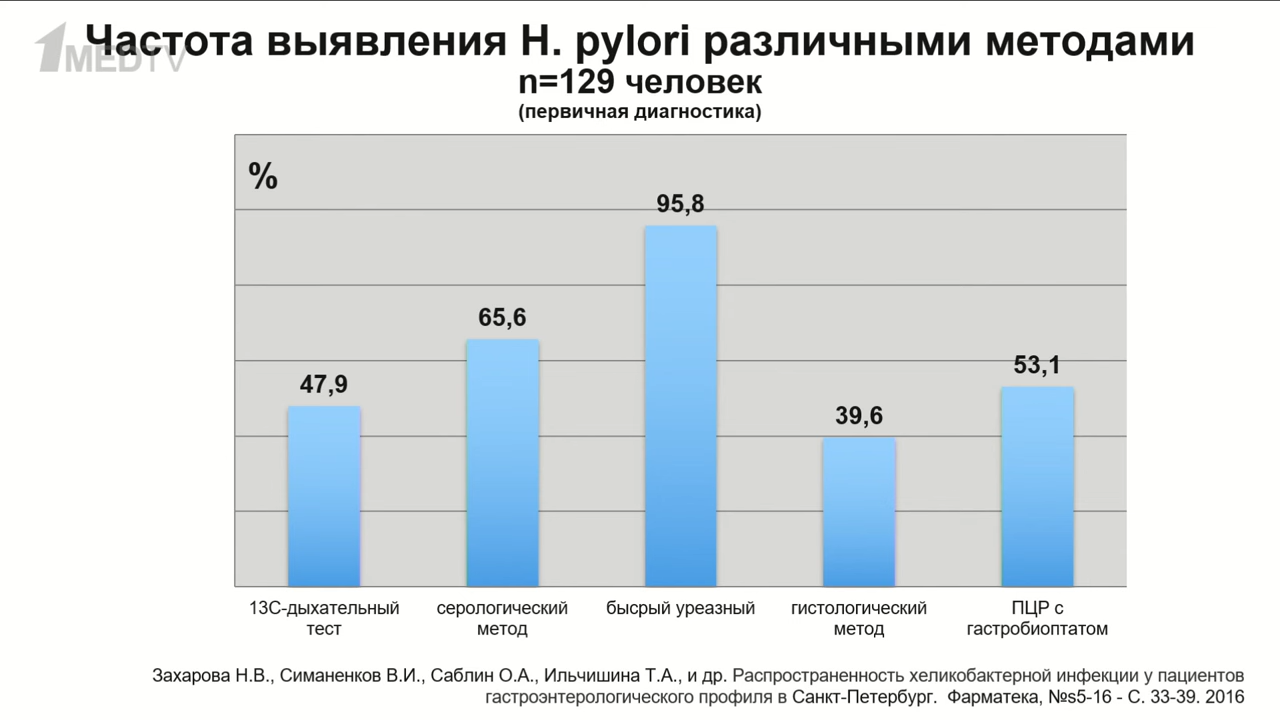 1MEDTV
Частота выявления H. pylori различными методами
n=129 человек
(первичная диагностика)
%
95,8
65,6
53,1
47,9
39,6
13С-дыхательный
тест
серологический
метод
бысрый уреазный
гистологический
метод
ПЦР с
гастробиоптатом
Захарова Н.В., Симаненков В.И., Саблин О.А., Ильчишина Т.А., и др. Распространенность хеликобактерной инфекции у пациентов
гастроэнтерологического профиля в Санкт-Петербург. Фарматека, №s5-16 - С. 33-39. 2016